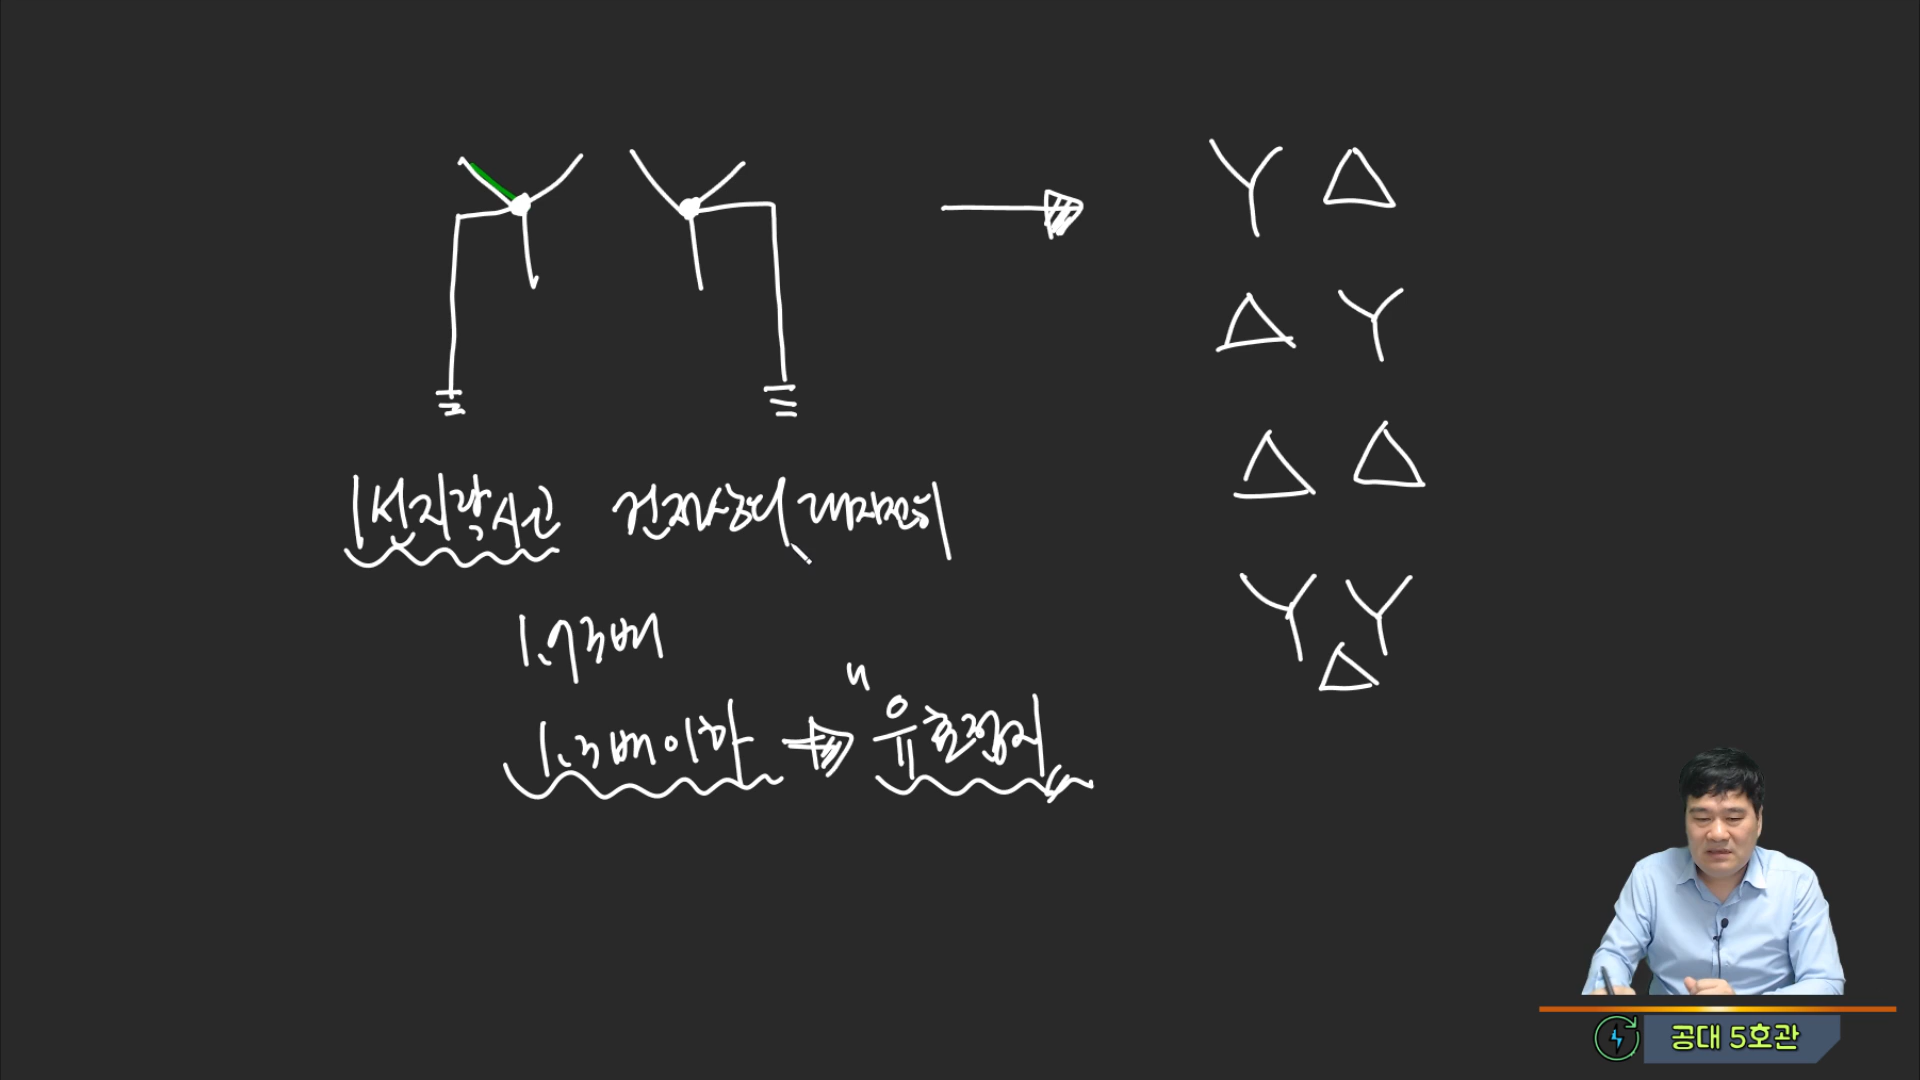 1선지락사고 건전상의 대지전위
1.73배
1.3배이하 " 유효접지
공대 5호관